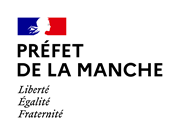 PRÉFET
DE LA MANCHE
Liberté
Égalité
Fraternité